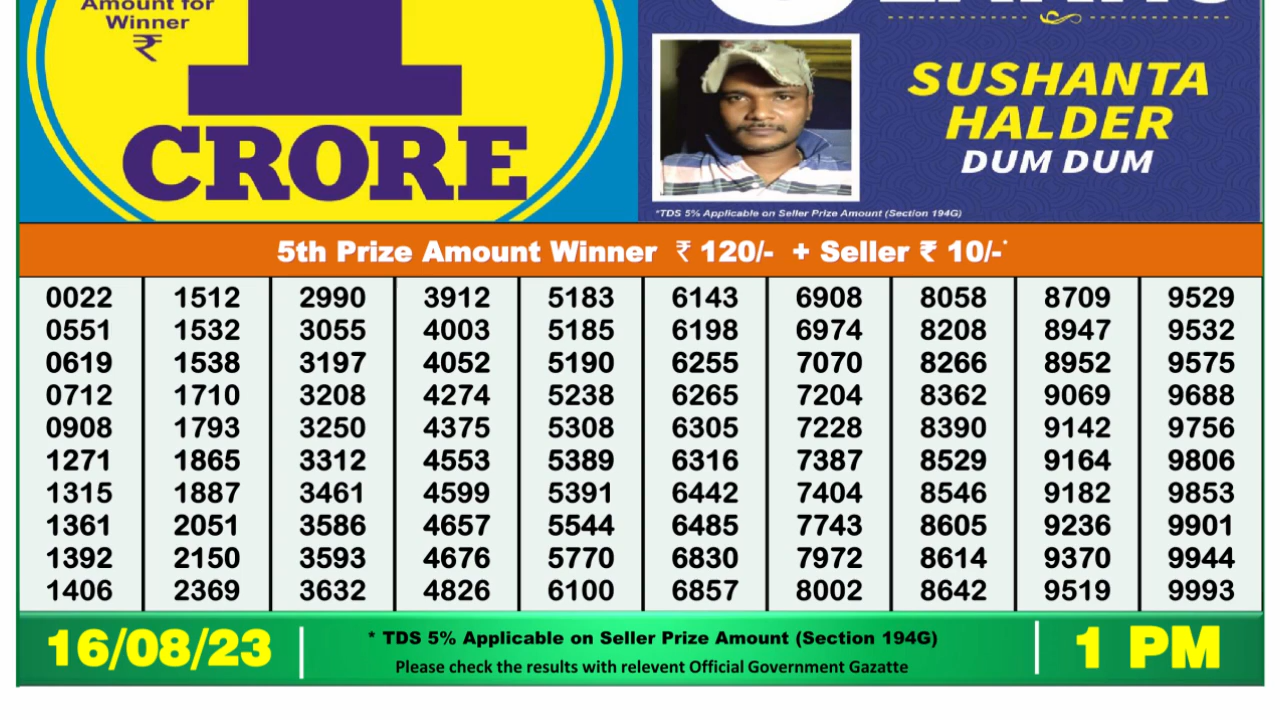 Amount for
Winner
₹
1
CRORE
SUSHANTA
HALDER
DUM DUM
*TDS 5% Applicable on Seller Prize Amount (Section 194G)
5th Prize Amount Winner ₹ 120/- + Seller ₹ 10/-*
0022 1512 2990 3912 5183 6143 6908 8058 8709 9529
0551 1532 3055 4003 5185 6198 6974 8208 8947 9532
0619 1538 3197 4052 5190 6255 7070 8266 8952 9575
0712 1710 3208 4274 5238 6265 7204 8362 9069 9688
0908 1793 3250 4375 5308 6305 7228 8390 9142 9756
1271 1865 3312 4553 5389 6316 7387 8529 9164 9806
1315 1887 3461 4599 5391 6442 7404 8546 9182 9853
1361 2051 3586 4657 5544 6485 7743 8605 9236 9901
1392 2150 3593 4676 5770 6830 7972 8614 9370 9944
1406 2369 3632 4826 6100 6857 8002 8642 9519 9993
16/08/23
* TDS 5% Applicable on Seller Prize Amount (Section 194G)
Please check the results with relevent Official Government Gazatte
1 PM